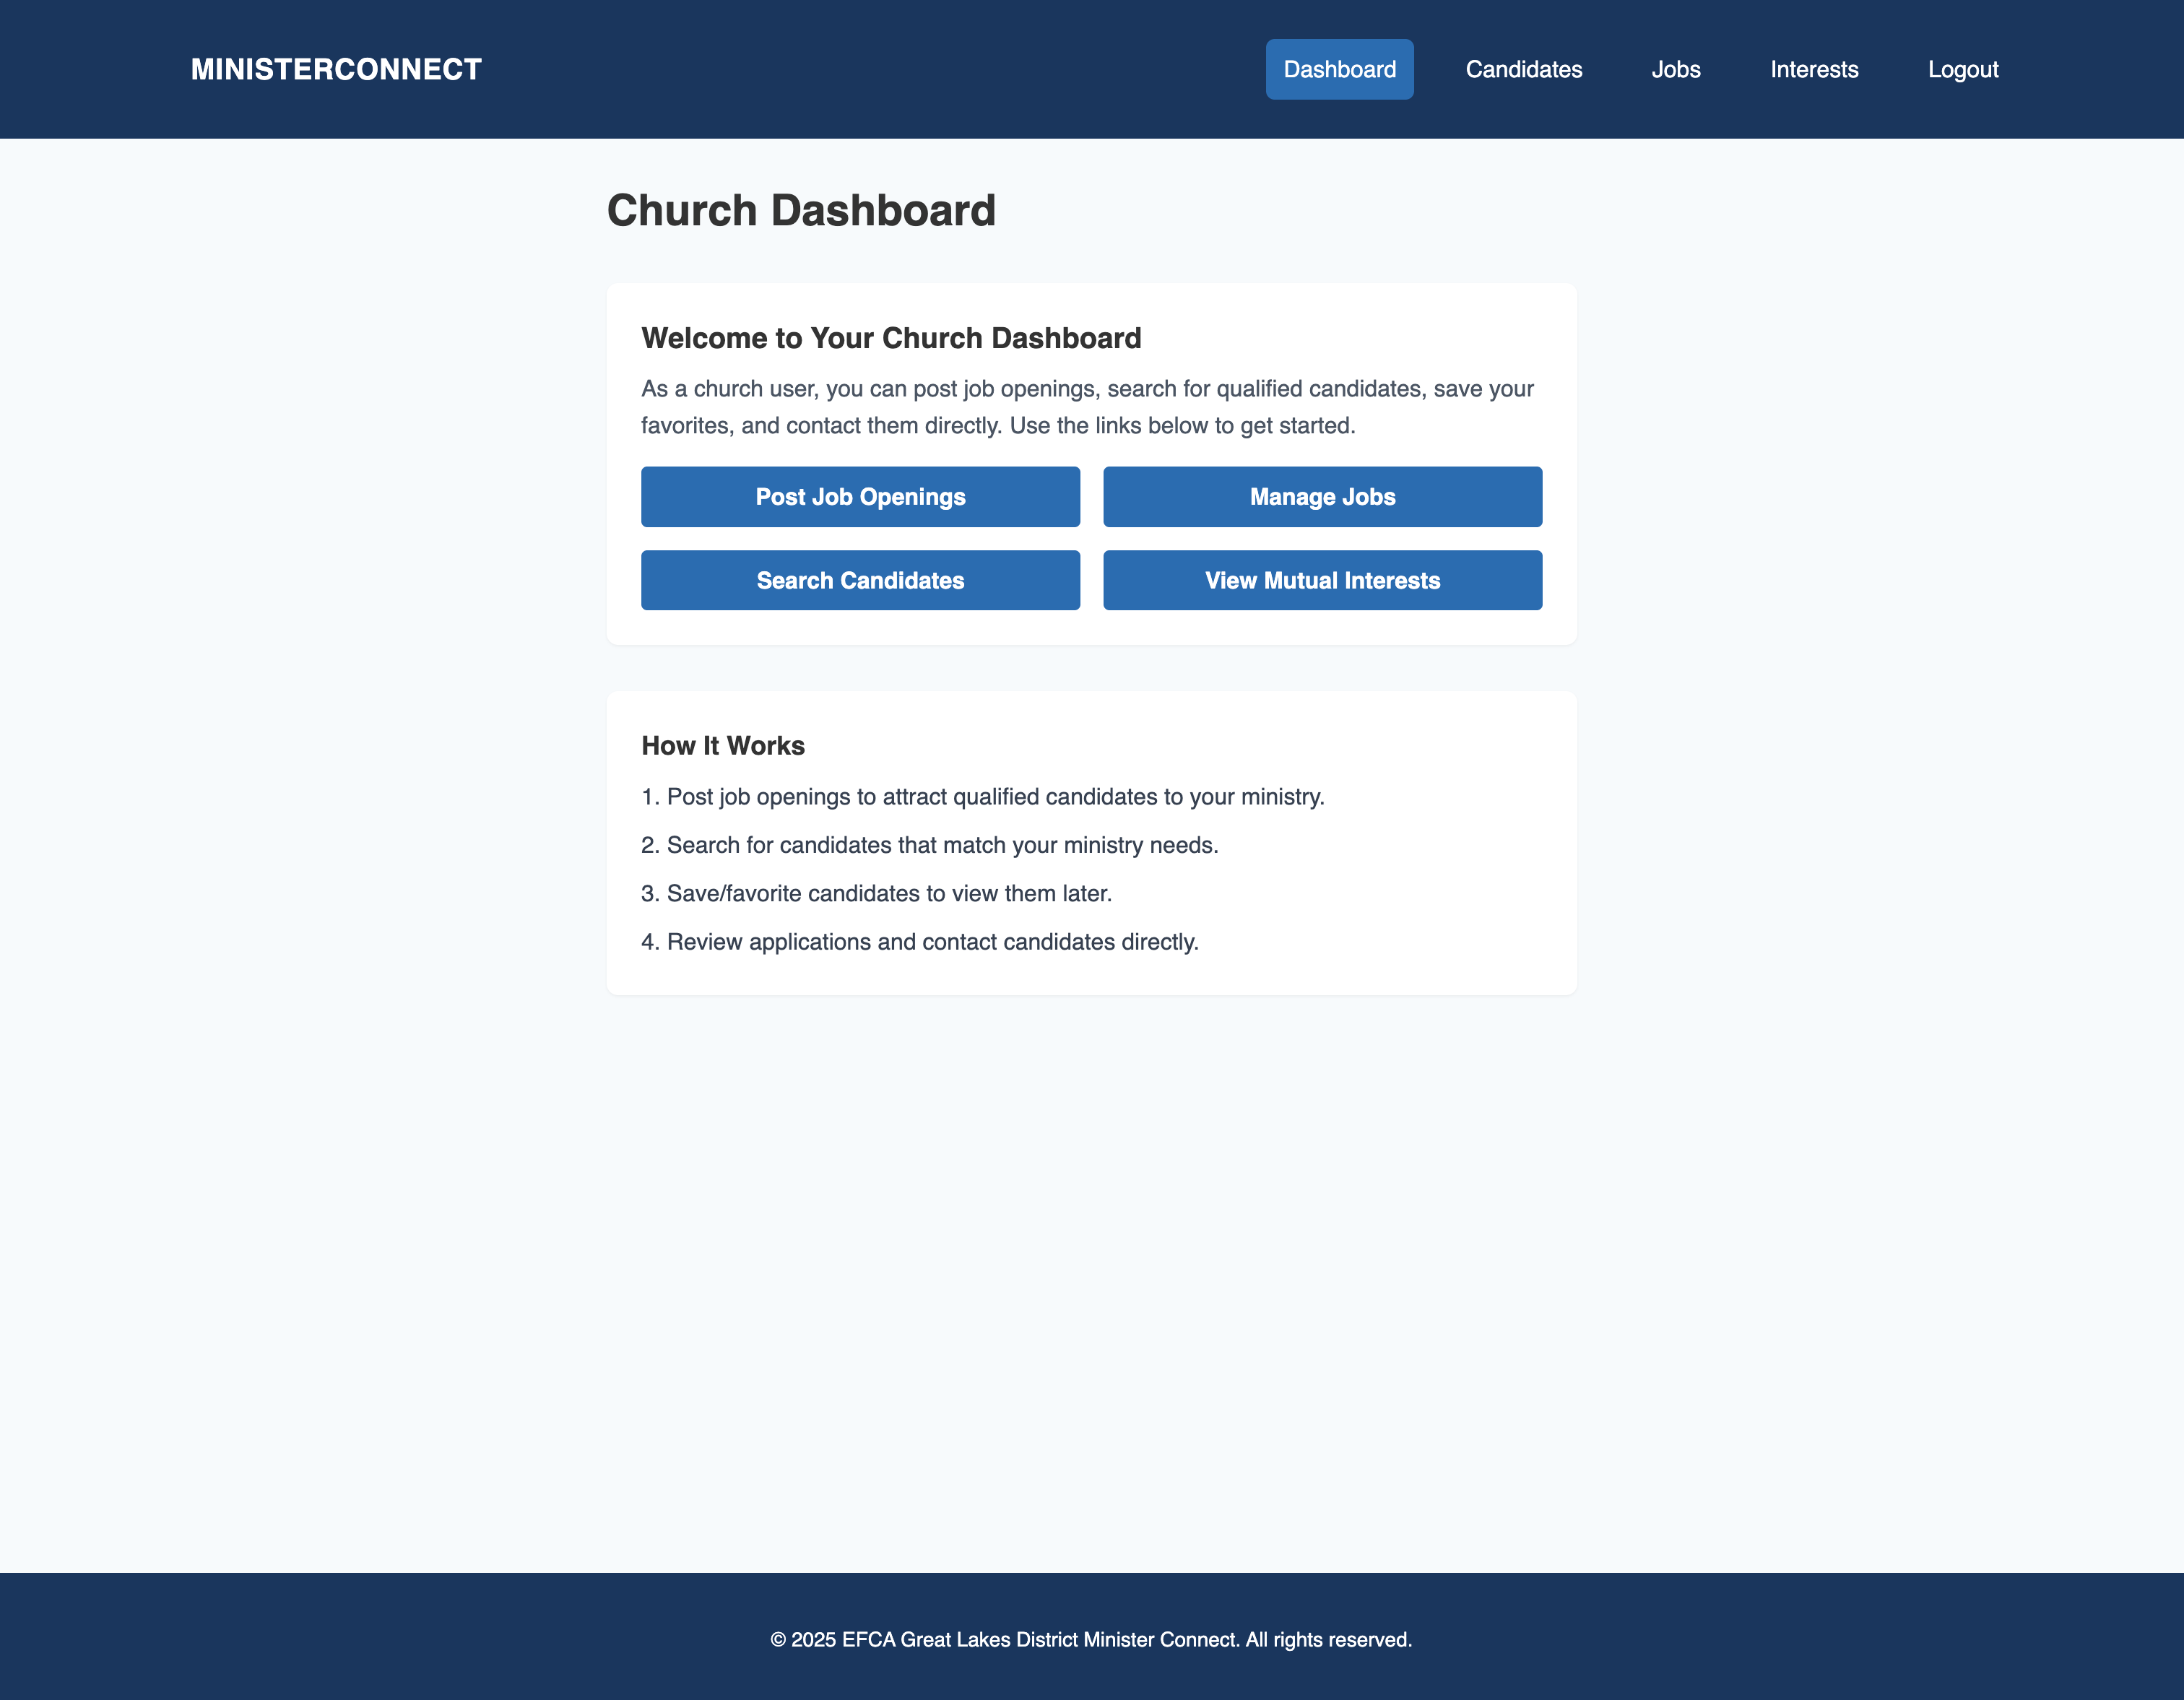 MINISTERCONNECT
Dashboard
Candidates
Jobs
Interests
Logout
Church Dashboard
Welcome to Your Church Dashboard
As a church user, you can post job openings, search for qualified candidates, save your
favorites, and contact them directly. Use the links below to get started.
Post Job Openings
Manage Jobs
Search Candidates
View Mutual Interests
How It Works
1. Post job openings to attract qualified candidates to your ministry.
2. Search for candidates that match your ministry needs.
3. Save/favorite candidates to view them later.
4. Review applications and contact candidates directly.
© 2025 EFCA Great Lakes District Minister Connect. All rights reserved.